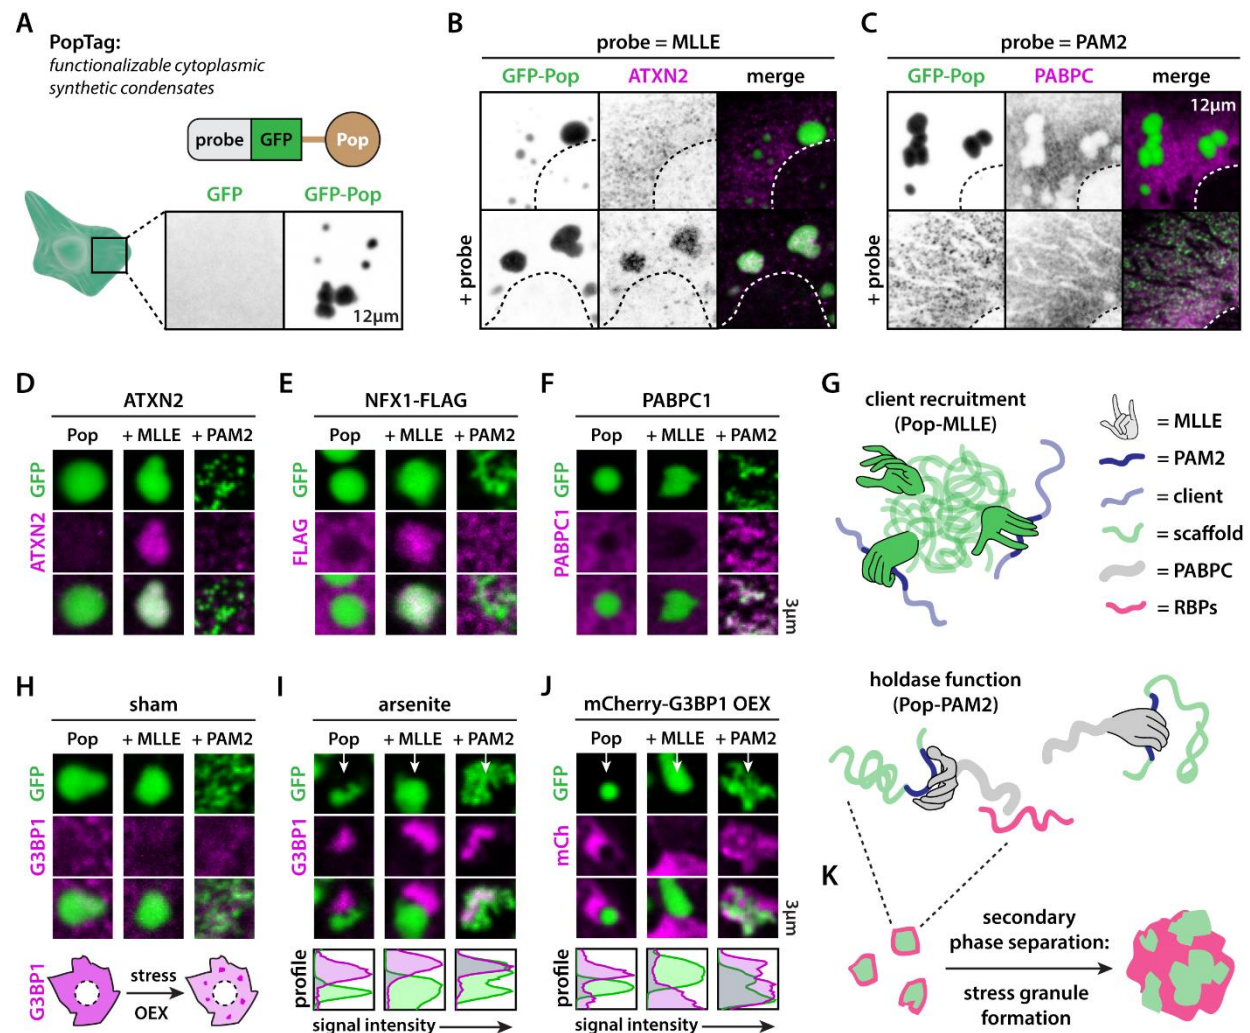 A
PopTag:
functionalizable cytoplasmic
synthetic condensates
probe GFP Pop
GFP GFP-Pop
12μm
B
probe = MLLE
GFP-Pop ATXN2 merge
+ probe
C
probe = PAM2
GFP-Pop PABPC merge
12μm
+ probe
D
ATXN2
Pop + MLLE + PAM2
GFP
ATXN2
E
NFX1-FLAG
Pop + MLLE + PAM2
GFP
FLAG
F
PABPC1
Pop + MLLE + PAM2
GFP
PABPC1
3μm
G
client recruitment
(Pop-MLLE)
= MLLE
= PAM2
= client
= scaffold
= PABPC
= RBPs
holdase function
(Pop-PAM2)
H
sham
Pop + MLLE + PAM2
GFP
G3BP1
G3BP1
stress
OEX
I
arsenite
Pop + MLLE + PAM2
GFP
G3BP1
profile
signal intensity
J
mCherry-G3BP1 OEX
Pop + MLLE + PAM2
GFP
mCh
3μm
profile
signal intensity
K
secondary
phase separation:
stress granule
formation